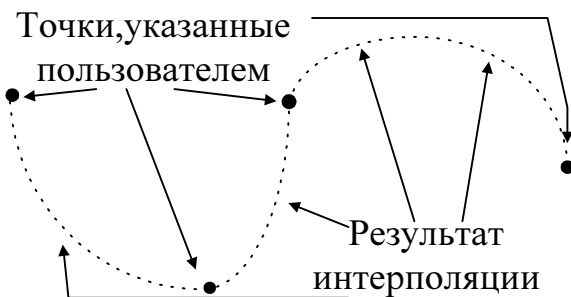 Точки,указанные
пользователем
Результат
интерполяции